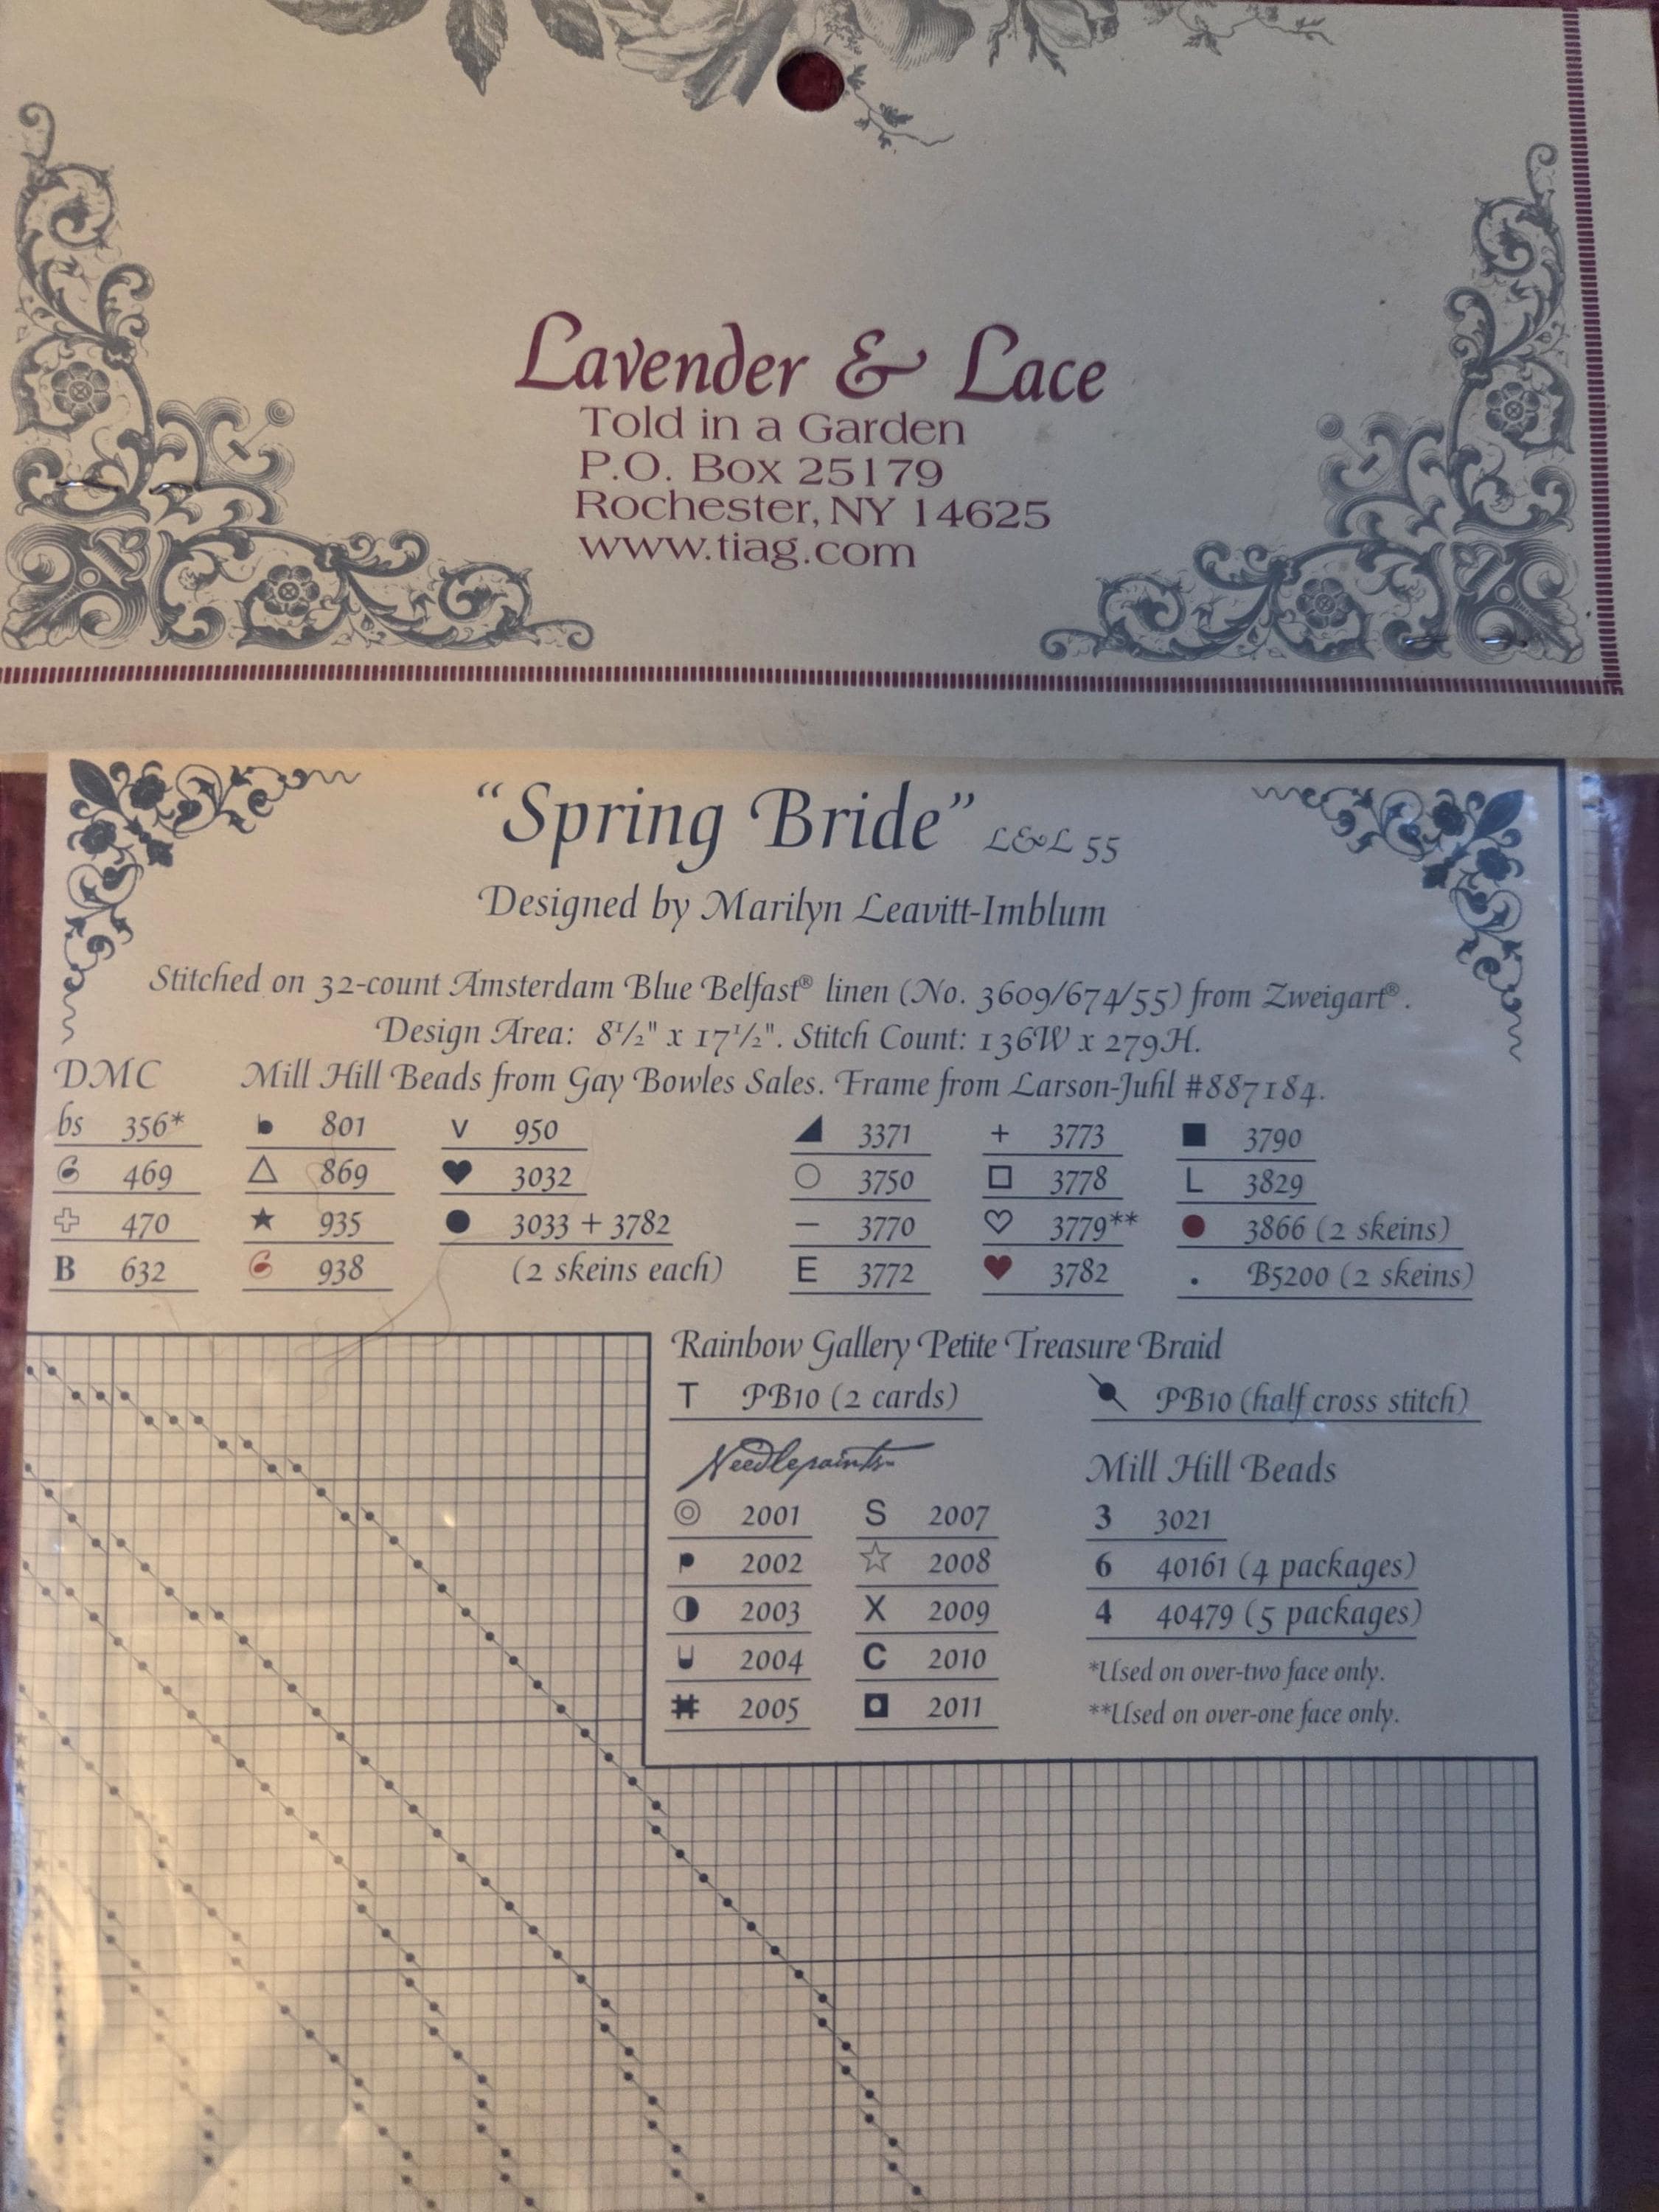 Lavender & Lace
Told in a Garden
P.O. Box 25179
Rochester, NY 14625
www.tiag.com
“Spring Bride” L&L 55
Designed by Marilyn Leavitt-Imblum
Stitched on 32-count Amsterdam Blue Belfast® linen (No. 3609/674/55) from Zweigart®.
Design Area: 8½" x 17½". Stitch Count: 136W x 279H.
DMC Mill Hill Beads from Gay Bowles Sales. Frame from Larson-Juhl #887184.
bs 356* 801 V 950 3371 + 3773 ■ 3790
469 △ 869 ♥ 3032 ○ 3750 □ 3778 L 3829
470 ★ 935 ● 3033 + 3782 — 3770 ♡ 3779** ● 3866 (2 skeins)
B 632 938 (2 skeins each) E 3772 ♥ 3782 . B5200 (2 skeins)
Rainbow Gallery Petite Treasure Braid
T PB10 (2 cards) PB10 (half cross stitch)
Needlepaints™ Mill Hill Beads
◎ 2001 S 2007 3 3021
2002 ☆ 2008 6 40161 (4 packages)
◑ 2003 X 2009 4 40479 (5 packages)
2004 C 2010 *Used on over-two face only.
# 2005 ◘ 2011 **Used on over-one face only.